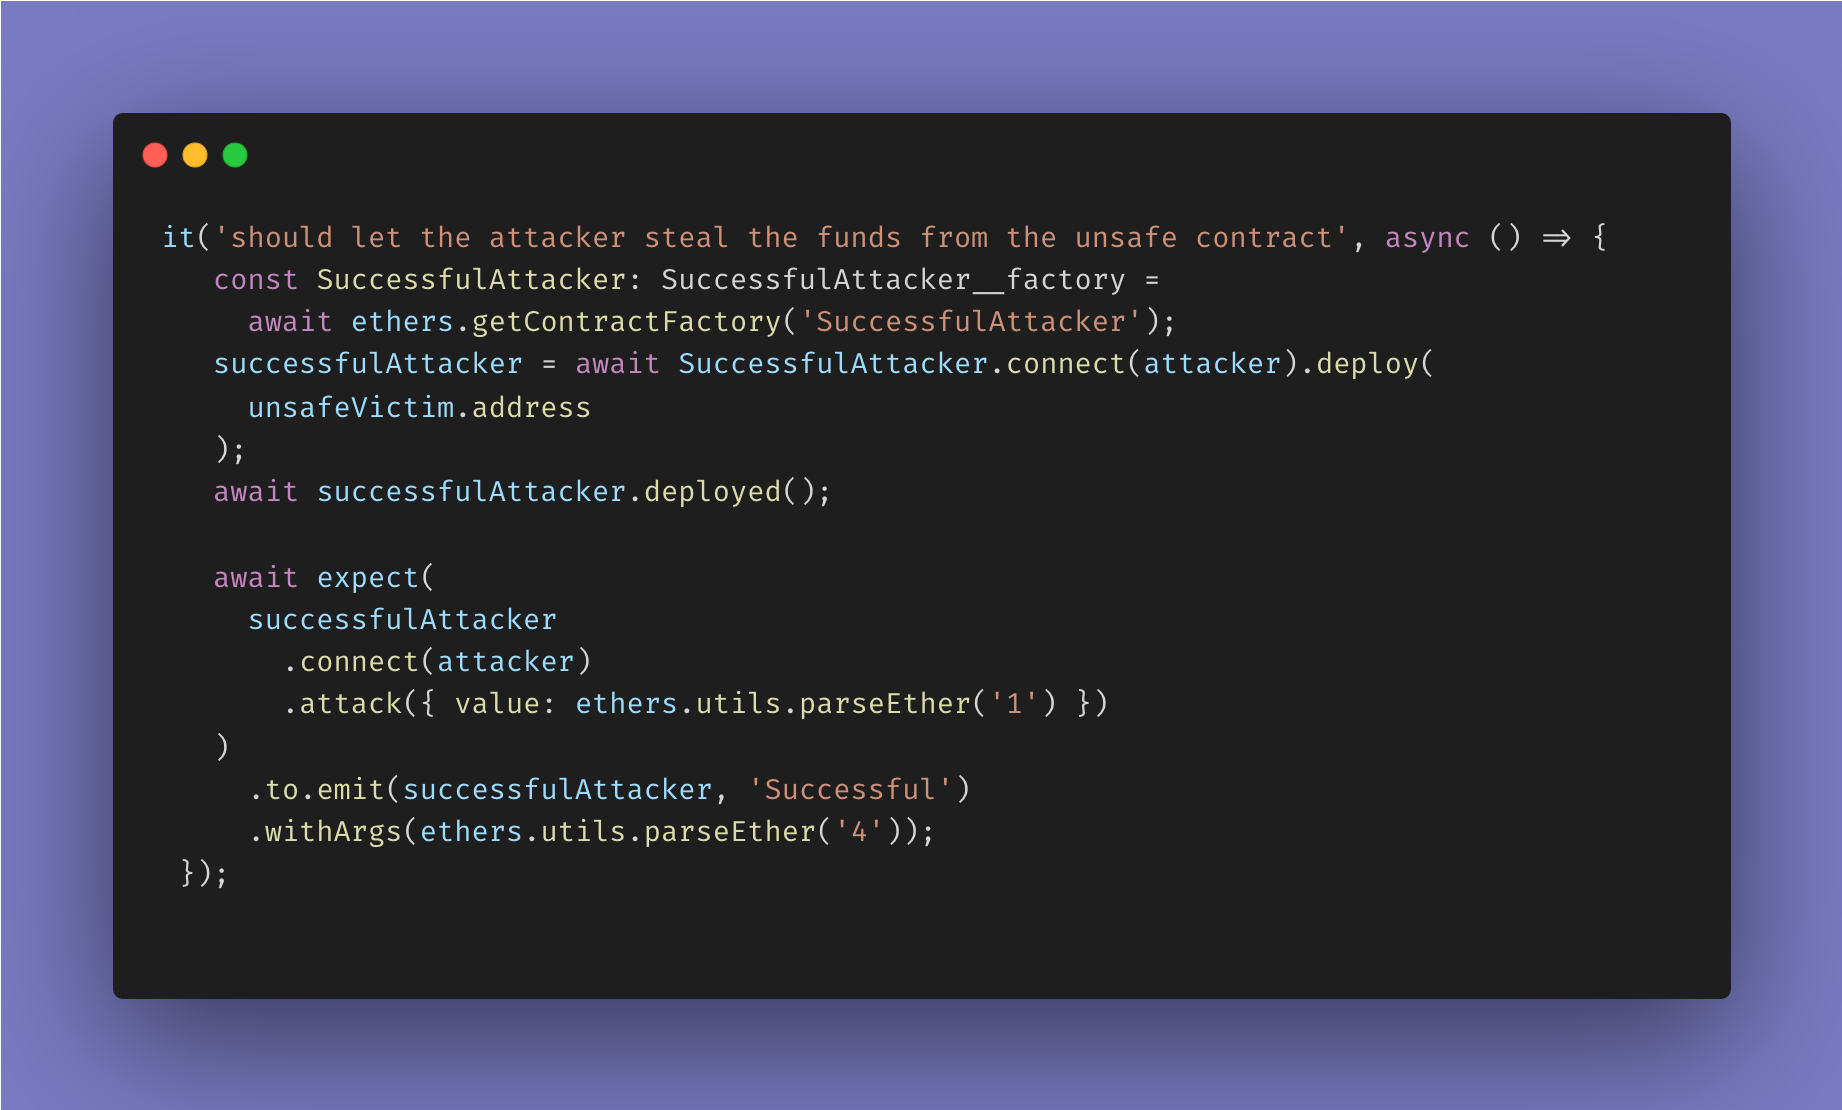 it('should let the attacker steal the funds from the unsafe contract', async () => {
   const SuccessfulAttacker: SuccessfulAttacker__factory =
     await ethers.getContractFactory('SuccessfulAttacker');
   successfulAttacker = await SuccessfulAttacker.connect(attacker).deploy(
     unsafeVictim.address
   );
   await successfulAttacker.deployed();

   await expect(
     successfulAttacker
       .connect(attacker)
       .attack({ value: ethers.utils.parseEther('1') })
   )
     .to.emit(successfulAttacker, 'Successful')
     .withArgs(ethers.utils.parseEther('4'));
 });